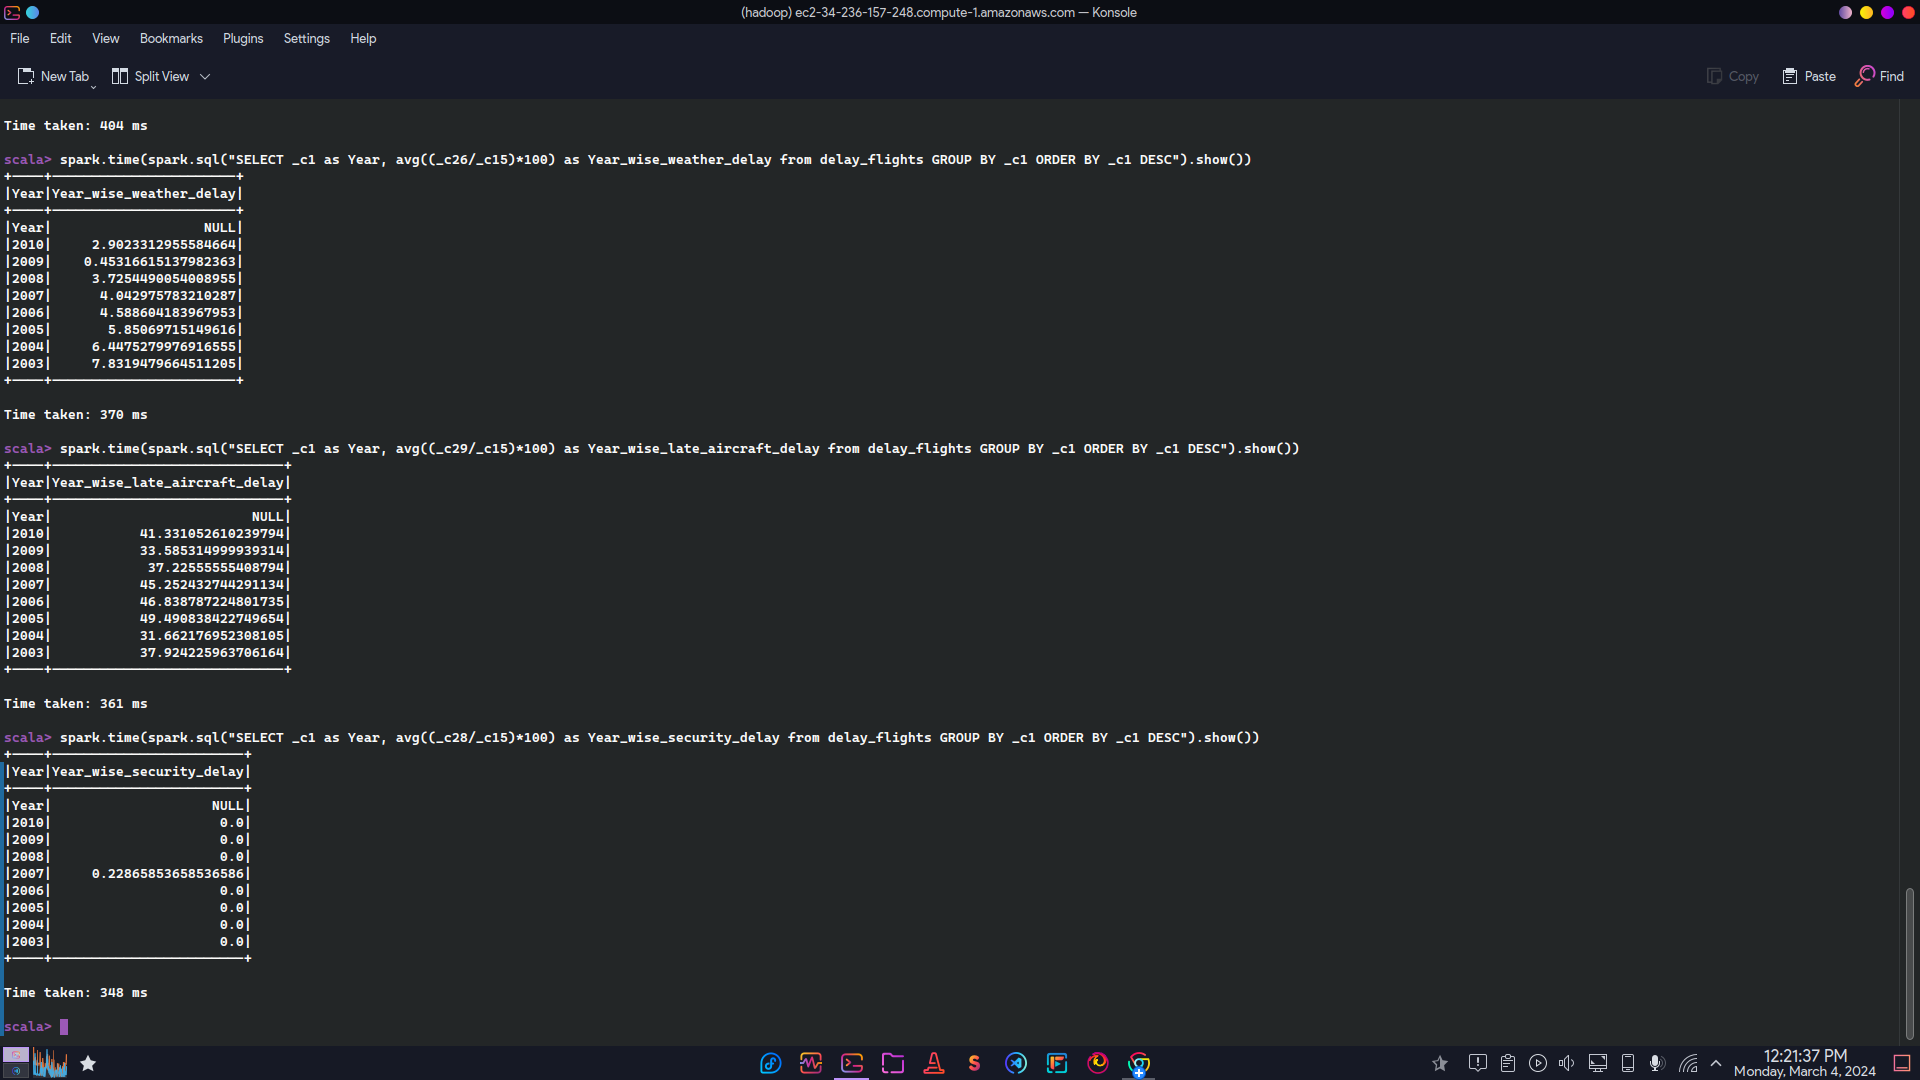 (hadoop) ec2-34-236-157-248.compute-1.amazonaws.com — Konsole
File Edit View Bookmarks Plugins Settings Help
New Tab Split View Copy Paste Find
Time taken: 404 ms
scala> spark.time(spark.sql("SELECT _c1 as Year, avg((_c26/_c15)*100) as Year_wise_weather_delay from delay_flights GROUP BY _c1 ORDER BY _c1 DESC").show())
+----+-----------------------+
|Year|Year_wise_weather_delay|
+----+-----------------------+
|Year|                   NULL|
|2010|     2.9023312955584664|
|2009|    0.45316615137982363|
|2008|     3.7254490054008955|
|2007|      4.042975783210287|
|2006|      4.588604183967953|
|2005|       5.85069715149616|
|2004|     6.4475279976916555|
|2003|     7.8319479664511205|
+----+-----------------------+
Time taken: 370 ms
scala> spark.time(spark.sql("SELECT _c1 as Year, avg((_c29/_c15)*100) as Year_wise_late_aircraft_delay from delay_flights GROUP BY _c1 ORDER BY _c1 DESC").show())
+----+-----------------------------+
|Year|Year_wise_late_aircraft_delay|
+----+-----------------------------+
|Year|                         NULL|
|2010|           41.331052610239794|
|2009|           33.585314999939314|
|2008|            37.22555555408794|
|2007|           45.252432744291134|
|2006|           46.838787224801735|
|2005|           49.490838422749654|
|2004|           31.662176952308105|
|2003|           37.924225963706164|
+----+-----------------------------+
Time taken: 361 ms
scala> spark.time(spark.sql("SELECT _c1 as Year, avg((_c28/_c15)*100) as Year_wise_security_delay from delay_flights GROUP BY _c1 ORDER BY _c1 DESC").show())
+----+------------------------+
|Year|Year_wise_security_delay|
+----+------------------------+
|Year|                    NULL|
|2010|                     0.0|
|2009|                     0.0|
|2008|                     0.0|
|2007|     0.22865853658536586|
|2006|                     0.0|
|2005|                     0.0|
|2004|                     0.0|
|2003|                     0.0|
+----+------------------------+
Time taken: 348 ms
scala>
12:21:37 PM
Monday, March 4, 2024